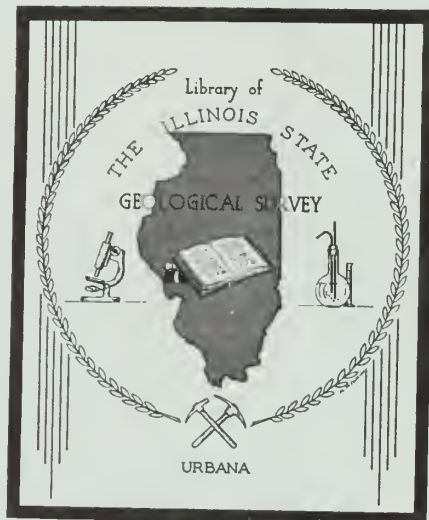 Library of
THE ILLINOIS STATE
GEOLOGICAL SURVEY
URBANA